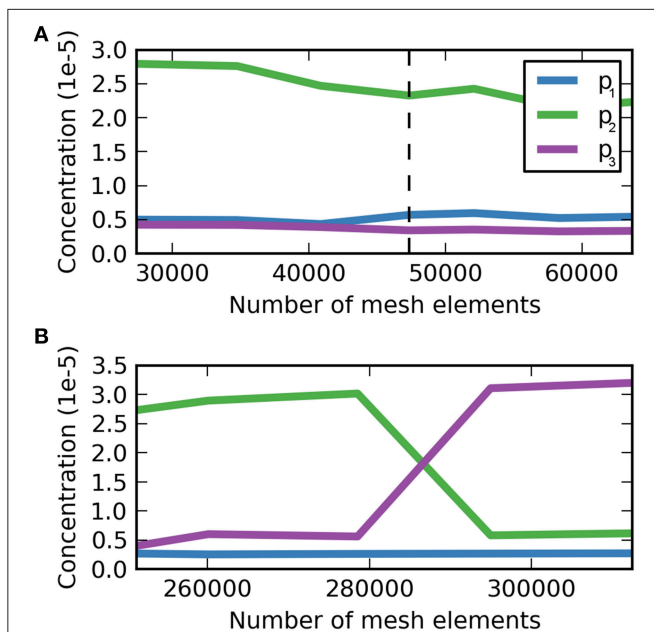 A
Concentration (1e-5)
3.0
2.5
2.0
1.5
1.0
0.5
0.0
30000 40000 50000 60000
Number of mesh elements
p1
p2
p3
B
Concentration (1e-5)
3.5
3.0
2.5
2.0
1.5
1.0
0.5
0.0
260000 280000 300000
Number of mesh elements